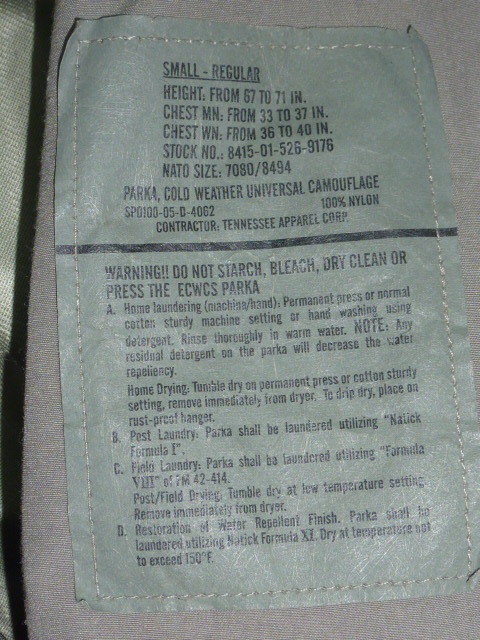 SMALL - REGULAR
HEIGHT: FROM 67 TO 71 IN.
CHEST MN: FROM 33 TO 37 IN.
CHEST WN: FROM 36 TO 40 IN.
STOCK NO.: 8415-01-526-9176
NATO SIZE: 7080/8494
PARKA, COLD WEATHER UNIVERSAL CAMOUFLAGE
SP0100-05-D-4062 100% NYLON
CONTRACTOR: TENNESSEE APPAREL CORP.
WARNING!! DO NOT STARCH, BLEACH, DRY CLEAN OR
PRESS THE ECWCS PARKA
A. Home laundering (machine/hand): Permanent press or normal
cotton sturdy machine setting or hand washing using
detergent. Rinse thoroughly in warm water. NOTE: Any
residual detergent on the parka will decrease the water
repellency.
Home Drying: Tumble dry on permanent press or cotton sturdy
setting, remove immediately from dryer. To drip dry, place on
rust-proof hanger.
B. Post Laundry: Parka shall be laundered utilizing "Natick
Formula I".
C. Field Laundry: Parka shall be laundered utilizing "Formula
VIII" of FM 42-414.
Post/Field Drying: Tumble dry at low temperature setting.
Remove immediately from dryer.
D. Restoration of Water Repellent Finish. Parka shall be
laundered utilizing Natick Formula XI. Dry at temperature not
to exceed 150°F.